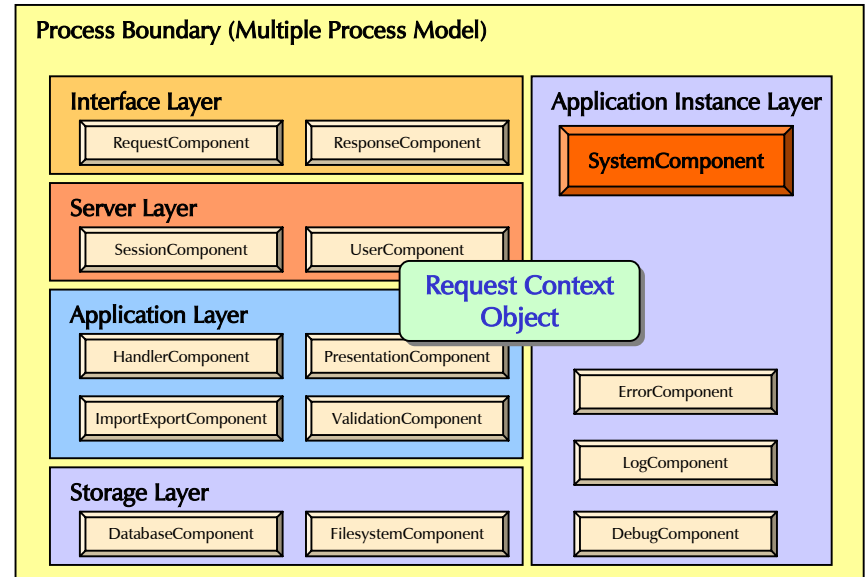 Process Boundary (Multiple Process Model)
Interface Layer
RequestComponent
ResponseComponent
Server Layer
SessionComponent
UserComponent
Application Layer
HandlerComponent
PresentationComponent
ImportExportComponent
ValidationComponent
Storage Layer
DatabaseComponent
FilesystemComponent
Request Context
Object
Application Instance Layer
SystemComponent
ErrorComponent
LogComponent
DebugComponent